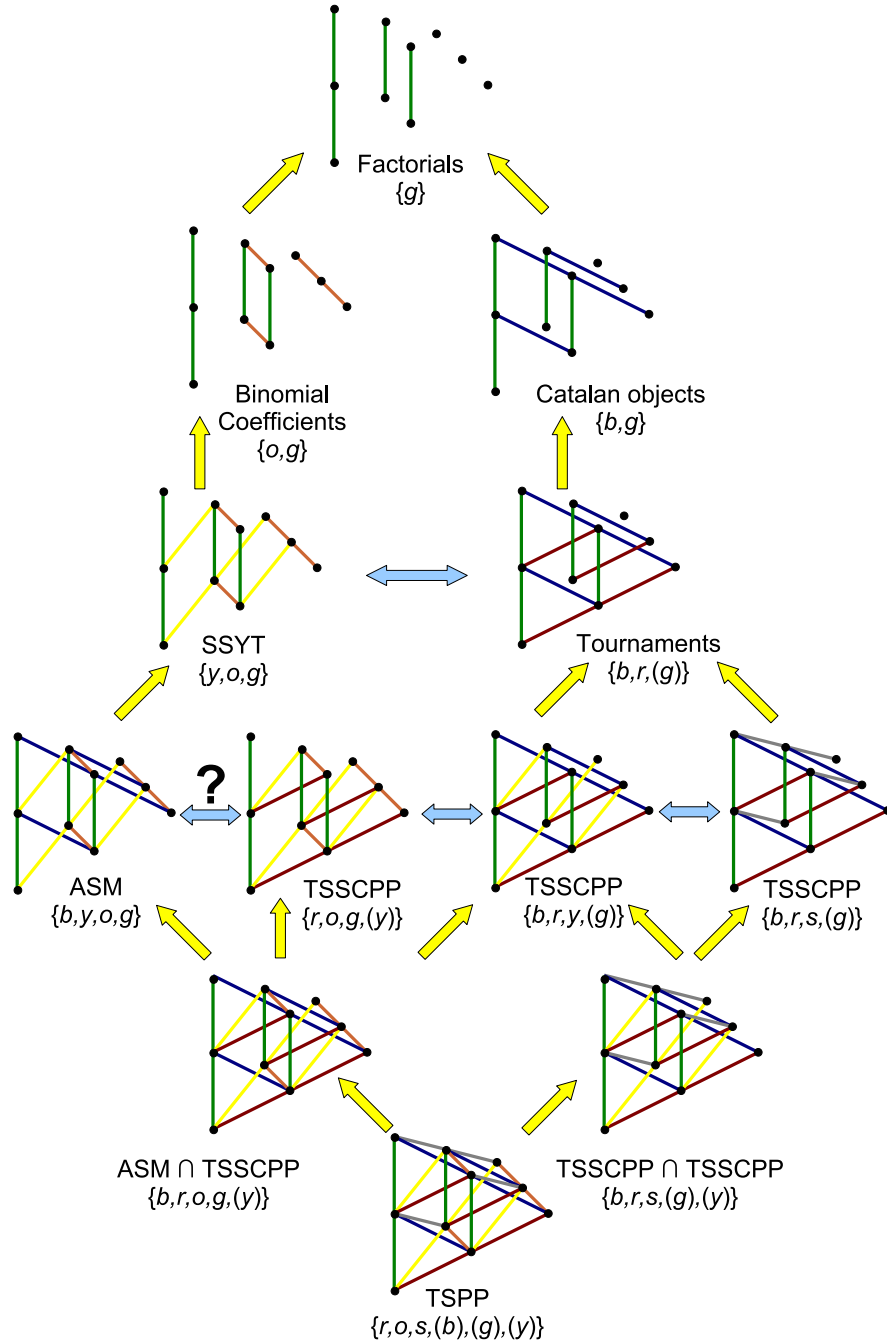 Factorials
{g}
Binomial
Coefficients
{o,g}
Catalan objects
{b,g}
SSYT
{y,o,g}
Tournaments
{b,r,(g)}
?
ASM
{b,y,o,g}
TSSCPP
{r,o,g,(y)}
TSSCPP
{b,r,y,(g)}
TSSCPP
{b,r,s,(g)}
ASM ∩ TSSCPP
{b,r,o,g,(y)}
TSSCPP ∩ TSSCPP
{b,r,s,(g),(y)}
TSPP
{r,o,s,(b),(g),(y)}